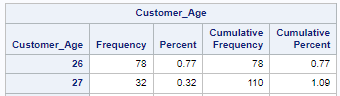 Customer_Age
Customer_Age Frequency Percent Cumulative Frequency Cumulative Percent
26 78 0.77 78 0.77
27 32 0.32 110 1.09